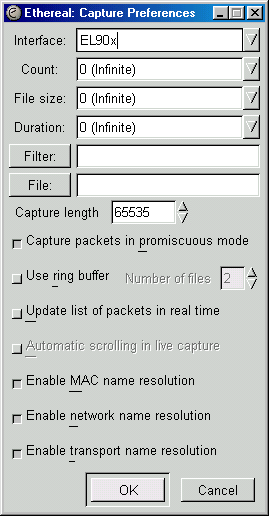 Ethereal: Capture Preferences
Interface: EL90x
Count: 0 (Infinite)
File size: 0 (Infinite)
Duration: 0 (Infinite)
Filter:
File:
Capture length 65535
Capture packets in promiscuous mode
Use ring buffer Number of files 2
Update list of packets in real time
Automatic scrolling in live capture
Enable MAC name resolution
Enable network name resolution
Enable transport name resolution
OK Cancel